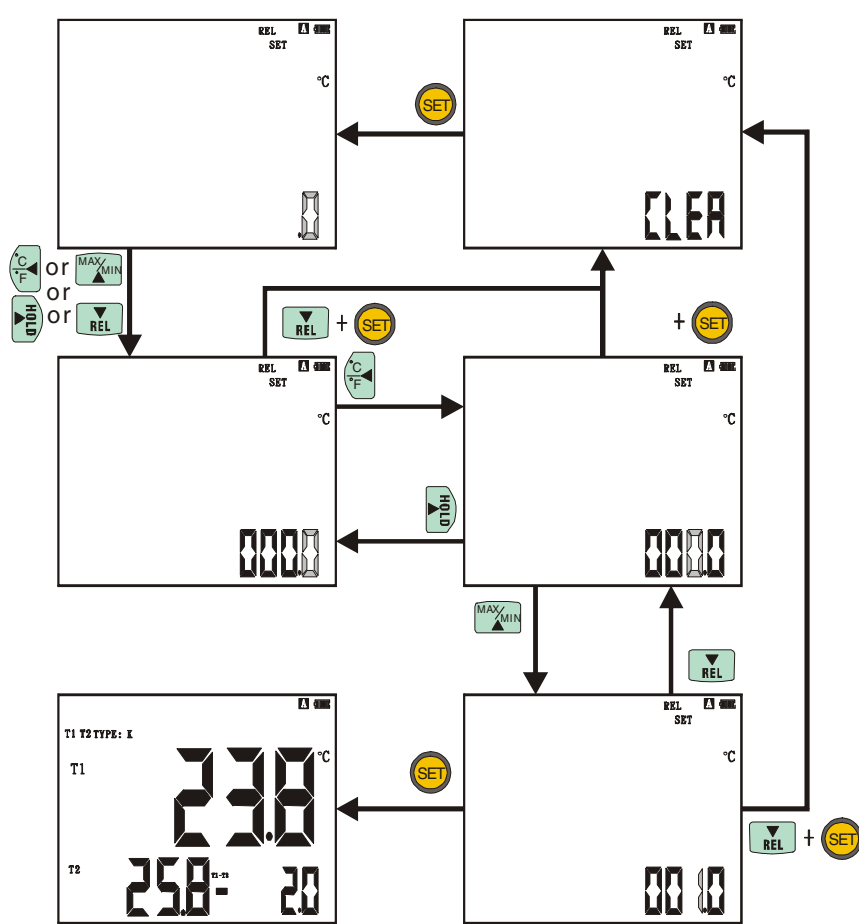 REL
SET
°C
.0
SET
REL
SET
°C
CLEA
°C
°F
or
MAX/MIN
or
HOLD
or
REL
REL
+
SET
+
SET
REL
SET
°C
000.0
°C
°F
HOLD
REL
SET
°C
000.0
MAX/MIN
REL
T1 T2 TYPE: K
T1
23.8
°C
T2
25.8
T1-T2
-
2.0
SET
REL
SET
°C
001.0
REL
+
SET